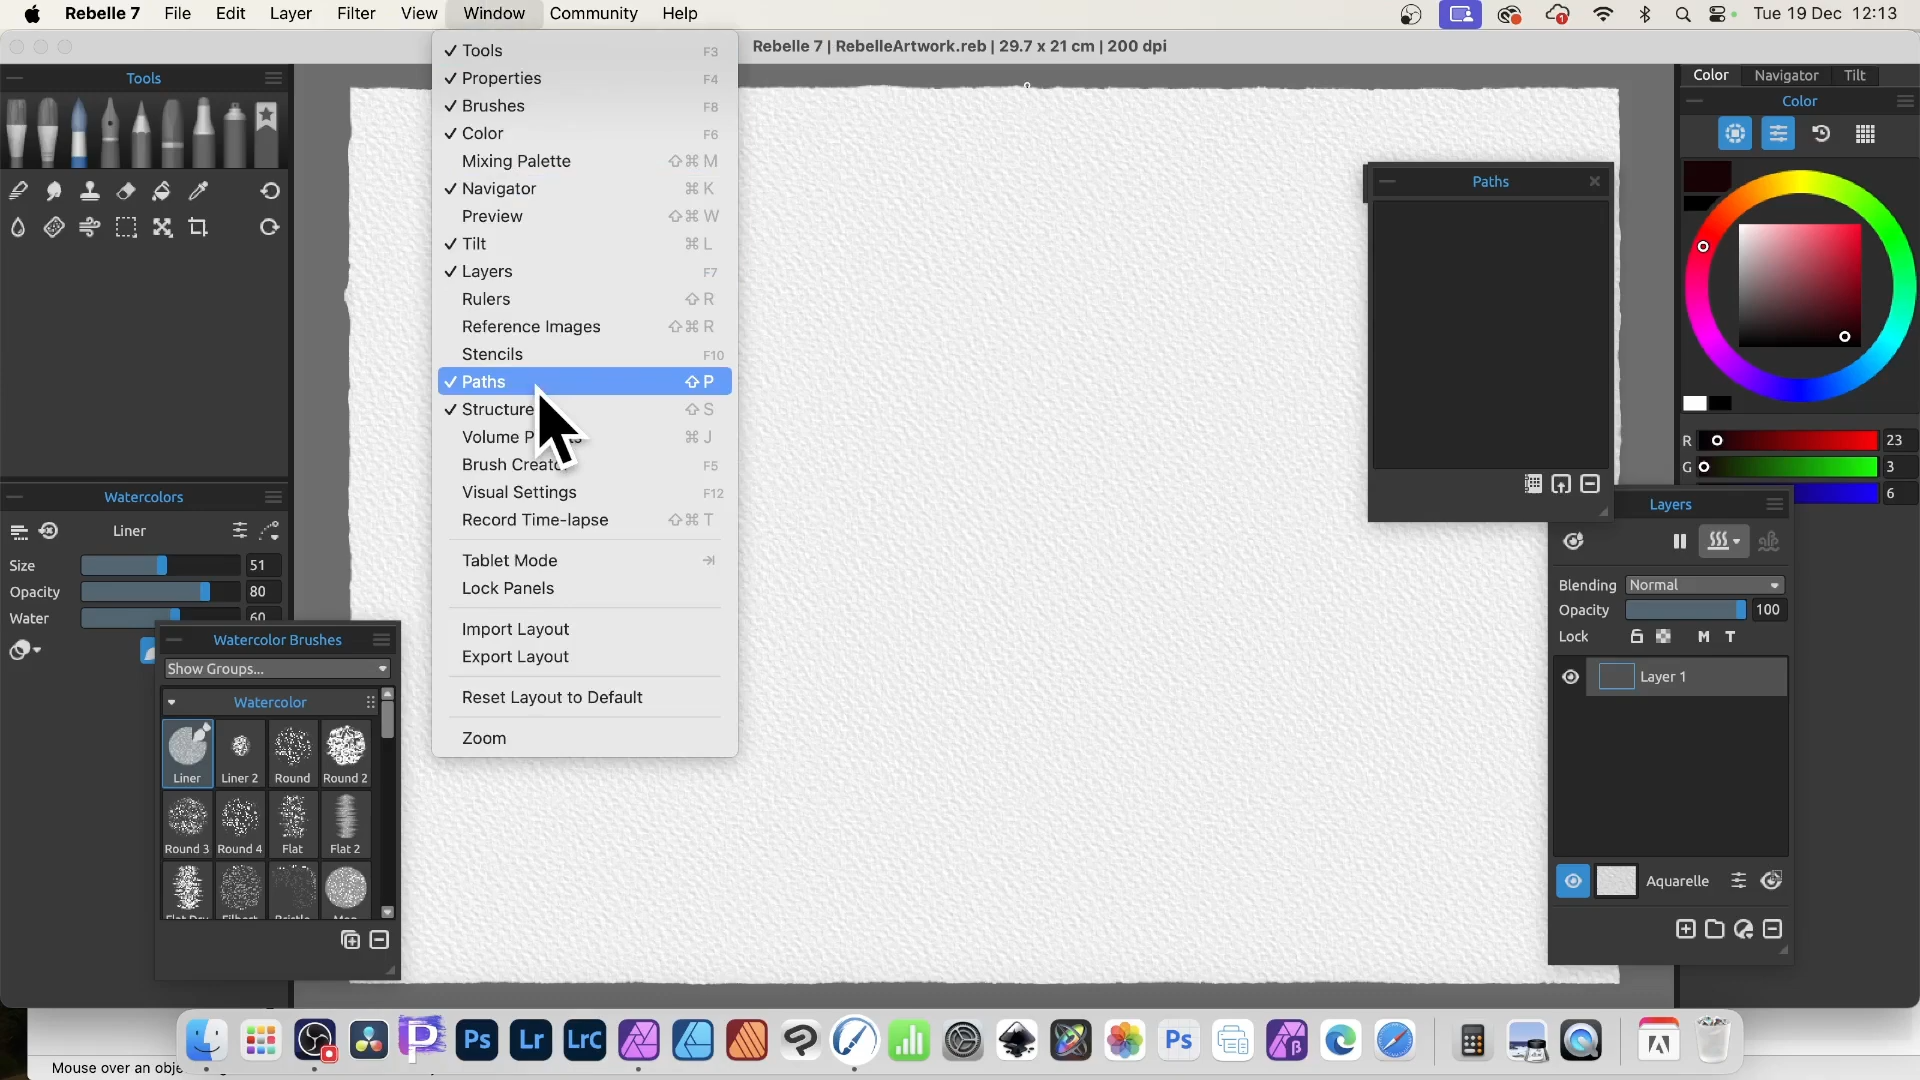 Rebelle 7 File Edit Layer Filter View Window Community Help Tue 19 Dec 12:13
Rebelle 7 | RebelleArtwork.reb | 29.7 x 21 cm | 200 dpi
Tools
✓ Tools F3
✓ Properties F4
✓ Brushes F8
✓ Color F6
Mixing Palette ⇧⌘M
✓ Navigator ⌘K
Preview ⇧⌘W
✓ Tilt ⌘L
✓ Layers F7
Rulers ⇧R
Reference Images ⇧⌘R
Stencils F10
✓ Paths ⇧P
✓ Structure ⇧S
Volume ⌘J
Brush F5
Visual Settings F12
Record Time-lapse ⇧⌘T
Tablet Mode
Lock Panels
Import Layout
Export Layout
Reset Layout to Default
Zoom
Watercolors
Liner
Size 51
Opacity 80
Water 60
Watercolor Brushes
Show Groups...
Watercolor
Liner Liner 2 Round Round 2
Round 3 Round 4 Flat Flat 2
Paths
Color Navigator Tilt
Color
R 23
G 3
6
Layers
Blending Normal
Opacity 100
Lock M T
Layer 1
Aquarelle
1
P Ps Lr LrC Ps β
Mouse over an obje